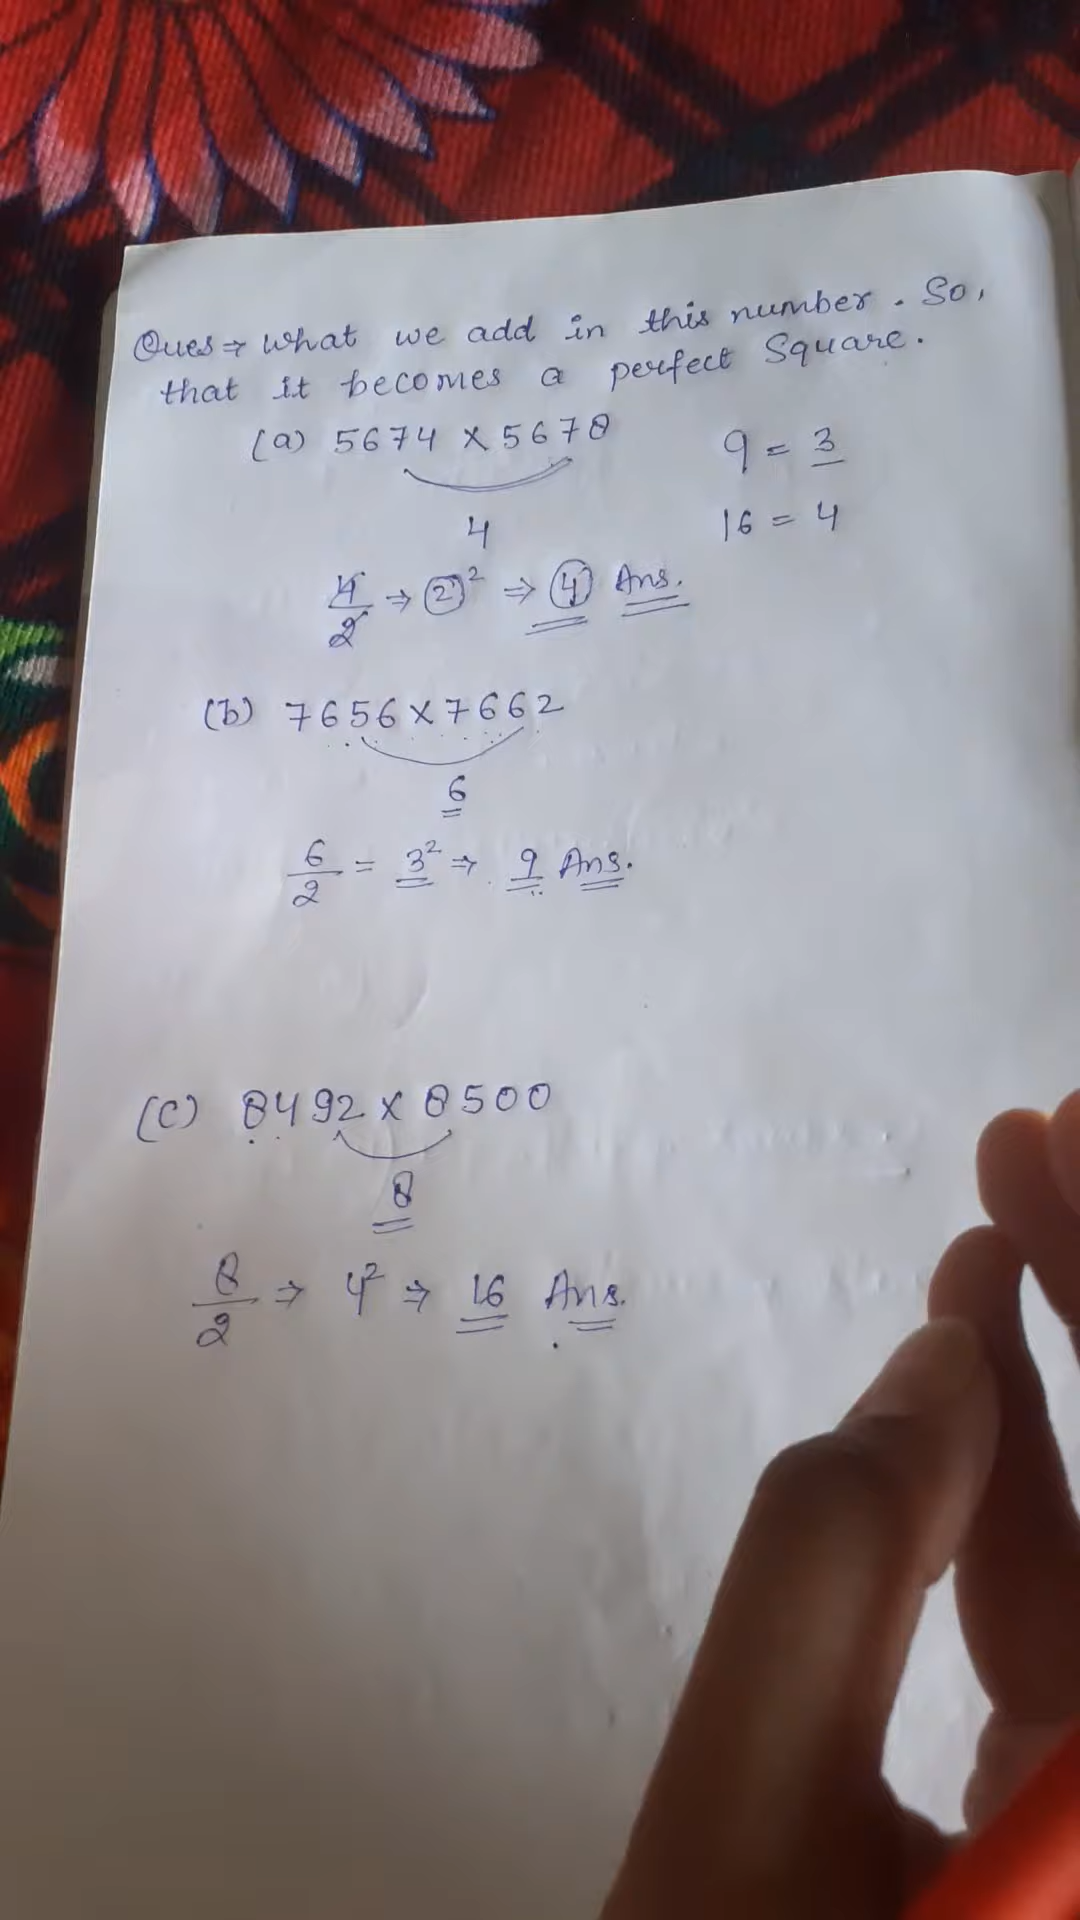 Ques ⇒ What we add in this number. So,
that it becomes a perfect Square.
(a) 5674 × 5678
9 = 3
4
16 = 4
4/2 ⇒ (2)² ⇒ 4 Ans.
(b) 7656 × 7662
6
6/2 = 3² ⇒ 9 Ans.
(C) 8492 × 8500
8
8/2 ⇒ 4² ⇒ 16 Ans.